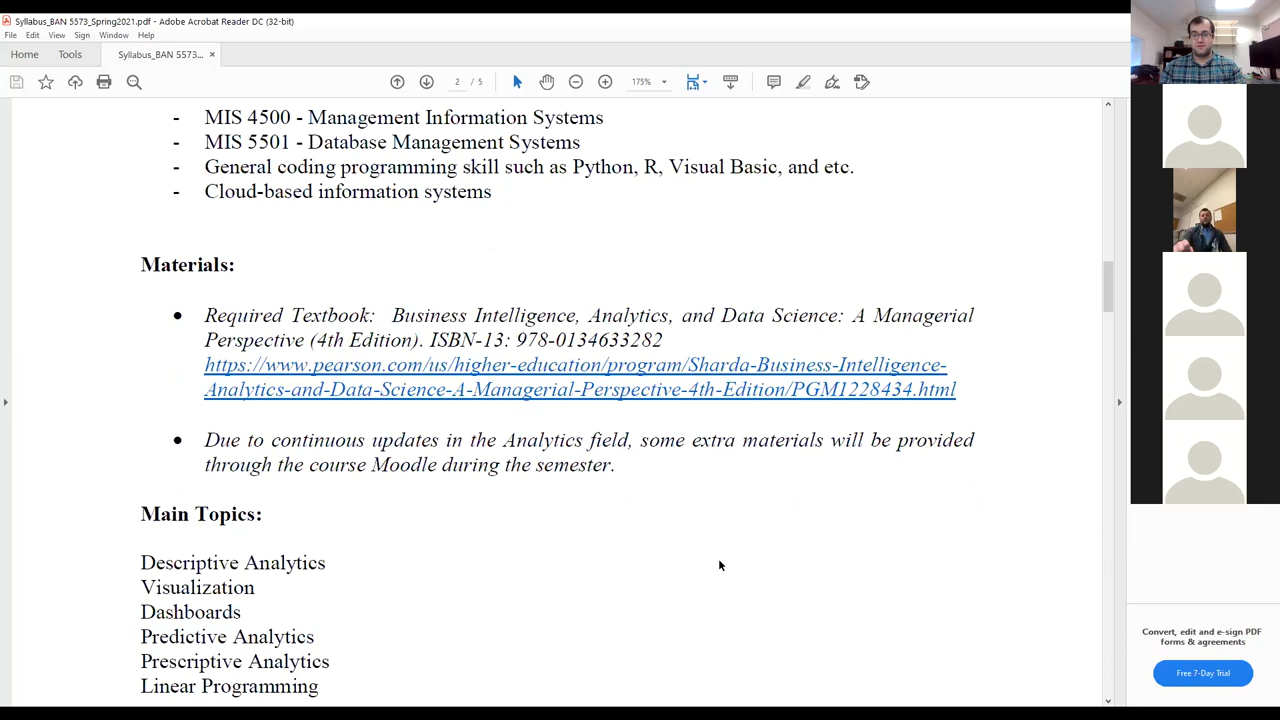 Syllabus_BAN 5573_Spring2021.pdf - Adobe Acrobat Reader DC (32-bit)
File Edit View Sign Window Help
Home Tools Syllabus_BAN 5573... ×
2 / 5 175%
- MIS 4500 - Management Information Systems
- MIS 5501 - Database Management Systems
- General coding programming skill such as Python, R, Visual Basic, and etc.
- Cloud-based information systems
Materials:
• Required Textbook: Business Intelligence, Analytics, and Data Science: A Managerial
Perspective (4th Edition). ISBN-13: 978-0134633282
https://www.pearson.com/us/higher-education/program/Sharda-Business-Intelligence-
Analytics-and-Data-Science-A-Managerial-Perspective-4th-Edition/PGM1228434.html
• Due to continuous updates in the Analytics field, some extra materials will be provided
through the course Moodle during the semester.
Main Topics:
Descriptive Analytics
Visualization
Dashboards
Predictive Analytics
Prescriptive Analytics
Linear Programming
Convert, edit and e-sign PDF
forms & agreements
Free 7-Day Trial